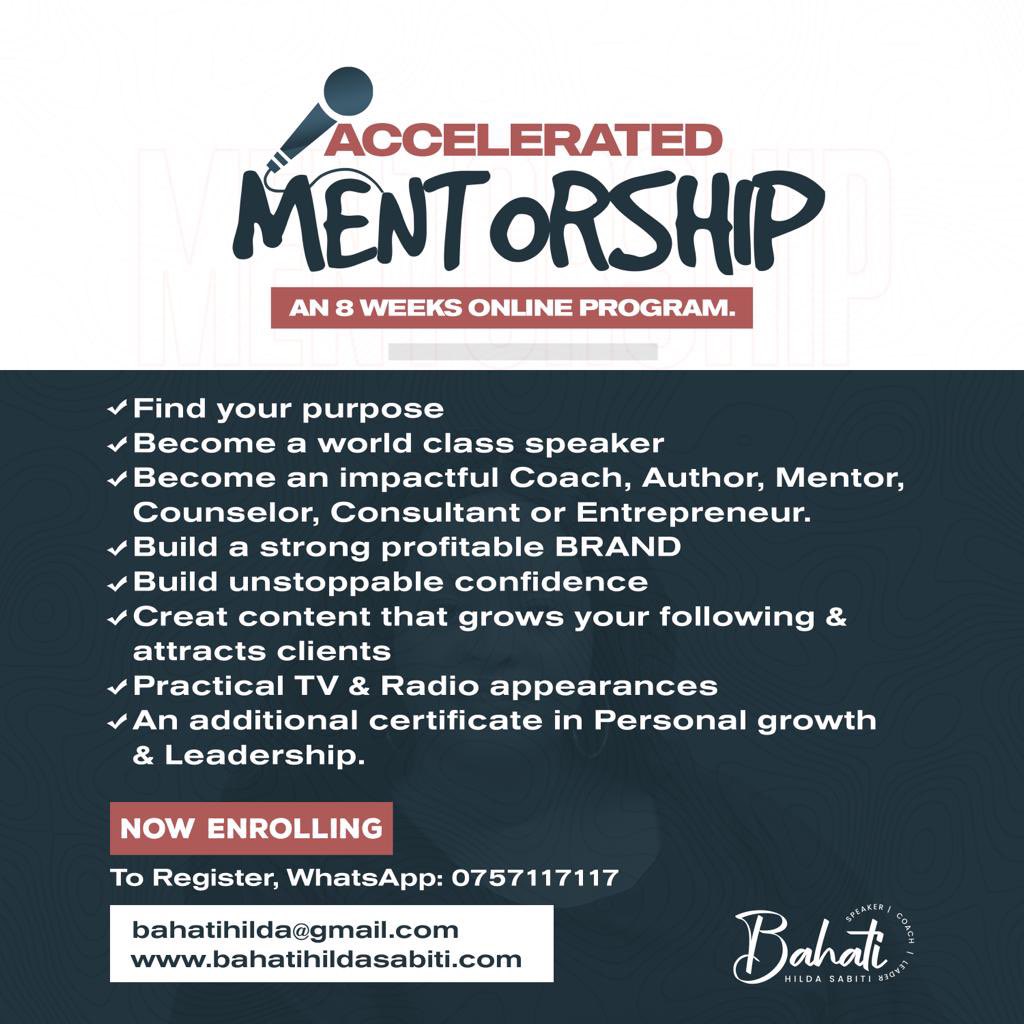 ACCELERATED
MENTORSHIP
AN 8 WEEKS ONLINE PROGRAM.
MENTORSHIP
MENTORSHIP
Find your purpose
Become a world class speaker
Become an impactful Coach, Author, Mentor,
Counselor, Consultant or Entrepreneur.
Build a strong profitable BRAND
Build unstoppable confidence
Creat content that grows your following &
attracts clients
Practical TV & Radio appearances
An additional certificate in Personal growth
& Leadership.
NOW ENROLLING
To Register, WhatsApp: 0757117117
bahatihilda@gmail.com
www.bahatihildasabiti.com
Bahati
HILDA SABITI
SPEAKER | COACH | LEADER